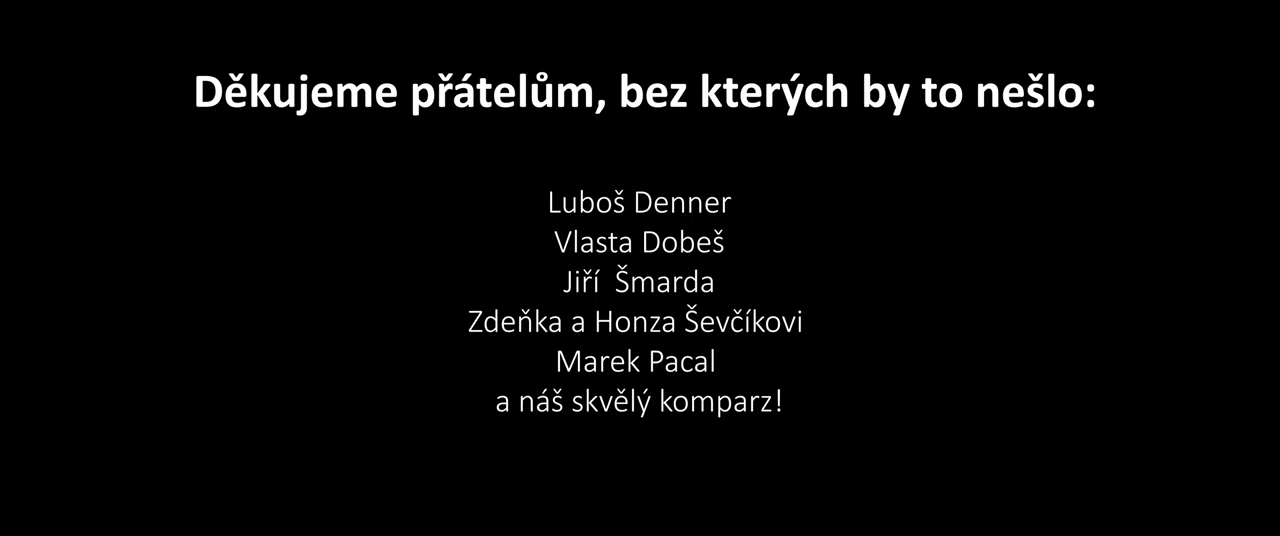 Děkujeme přátelům, bez kterých by to nešlo:
Luboš Denner
Vlasta Dobeš
Jiří  Šmarda
Zdeňka a Honza Ševčíkovi
Marek Pacal
a náš skvělý komparz!